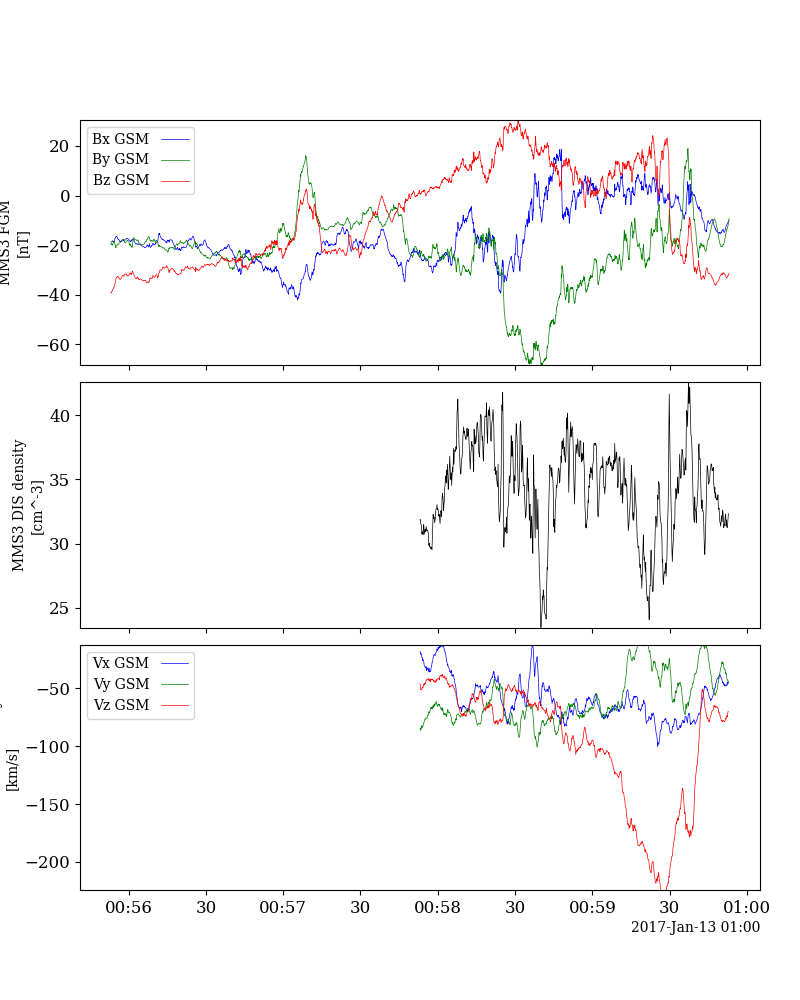 Bx GSM
By GSM
Bz GSM
20
0
−20
−40
−60
MMS3 FGM
[nT]
40
35
30
25
MMS3 DIS density
[cm^-3]
Vx GSM
Vy GSM
Vz GSM
−50
−100
−150
−200
[km/s]
00:56 30 00:57 30 00:58 30 00:59 30 01:00
2017-Jan-13 01:00